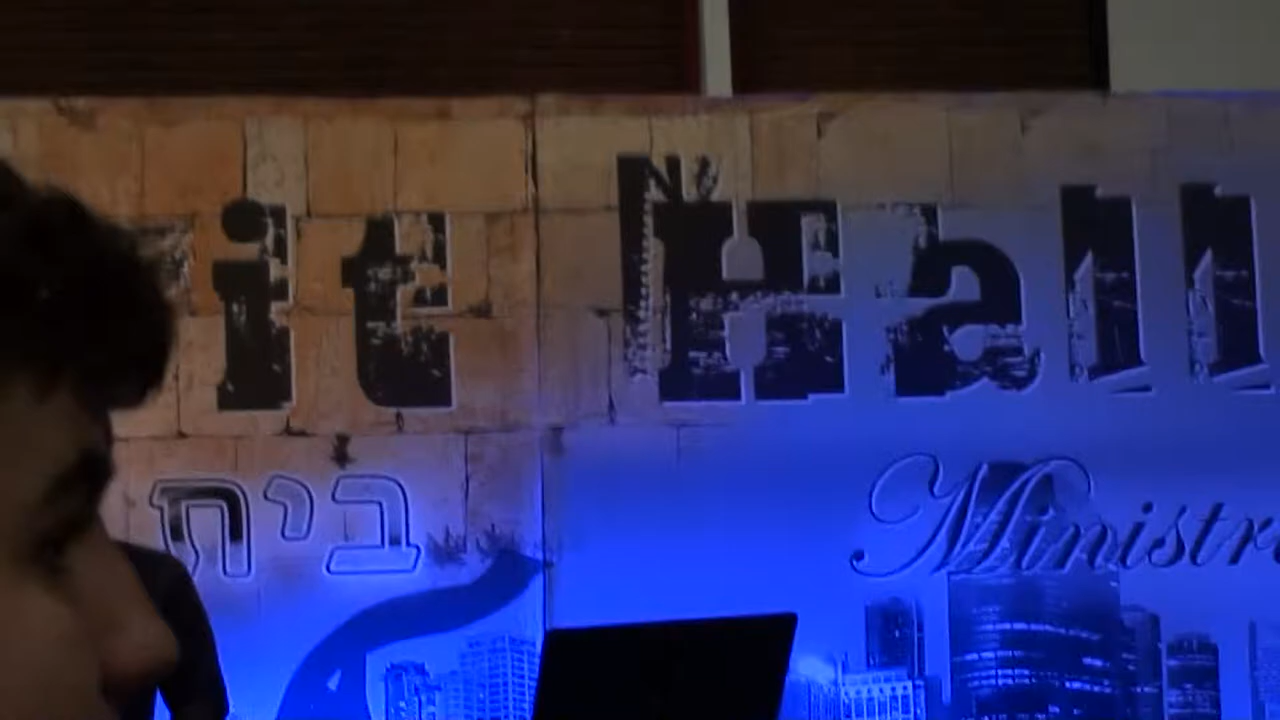 it Hall
בית
Ministr